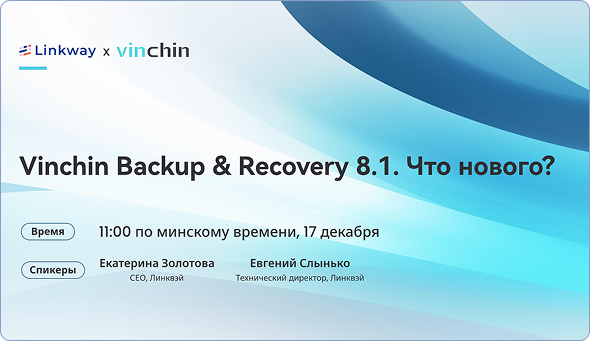 Linkway x vinchin
Vinchin Backup & Recovery 8.1. Что нового?
Время 11:00 по минскому времени, 17 декабря
Спикеры Екатерина Золотова Евгений Слынько
CEO, Линквэй Технический директор, Линквэй